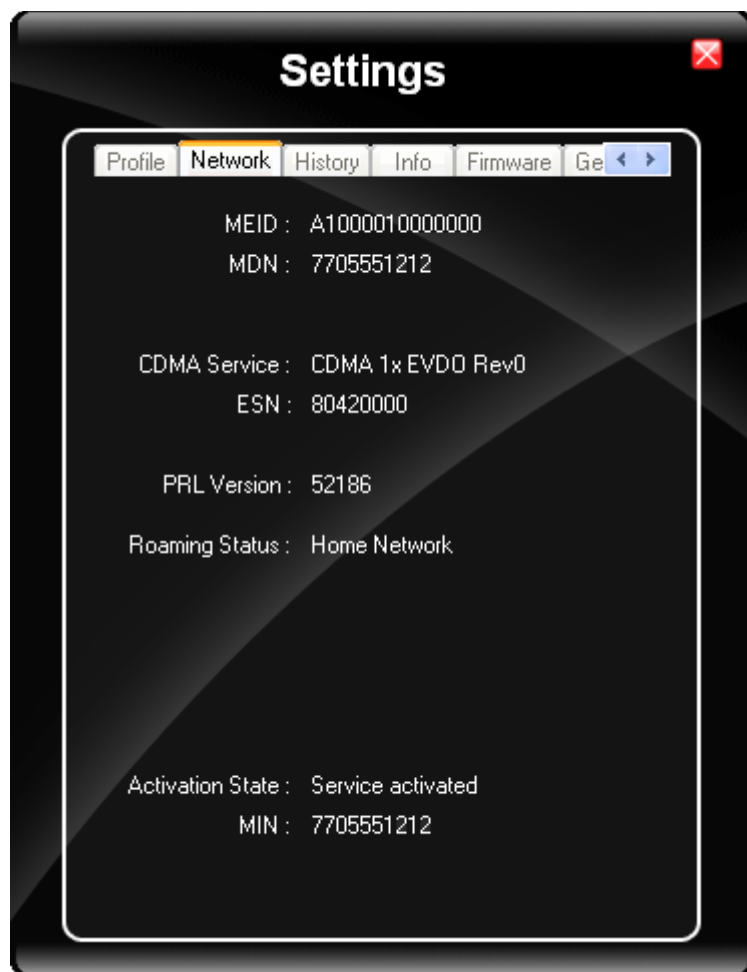 Settings
Profile Network History Info Firmware Ge
MEID : A1000010000000
MDN : 7705551212
CDMA Service : CDMA 1x EVDO Rev0
ESN : 80420000
PRL Version : 52186
Roaming Status : Home Network
Activation State : Service activated
MIN : 7705551212